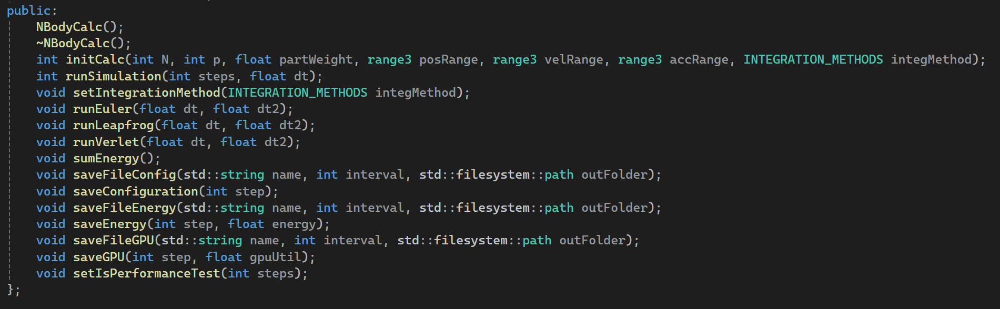 public:
    NBodyCalc();
    ~NBodyCalc();
    int initCalc(int N, int p, float partWeight, range3 posRange, range3 velRange, range3 accRange, INTEGRATION_METHODS integMethod);
    int runSimulation(int steps, float dt);
    void setIntegrationMethod(INTEGRATION_METHODS integMethod);
    void runEuler(float dt, float dt2);
    void runLeapfrog(float dt, float dt2);
    void runVerlet(float dt, float dt2);
    void sumEnergy();
    void saveFileConfig(std::string name, int interval, std::filesystem::path outFolder);
    void saveConfiguration(int step);
    void saveFileEnergy(std::string name, int interval, std::filesystem::path outFolder);
    void saveEnergy(int step, float energy);
    void saveFileGPU(std::string name, int interval, std::filesystem::path outFolder);
    void saveGPU(int step, float gpuUtil);
    void setIsPerformanceTest(int steps);
};